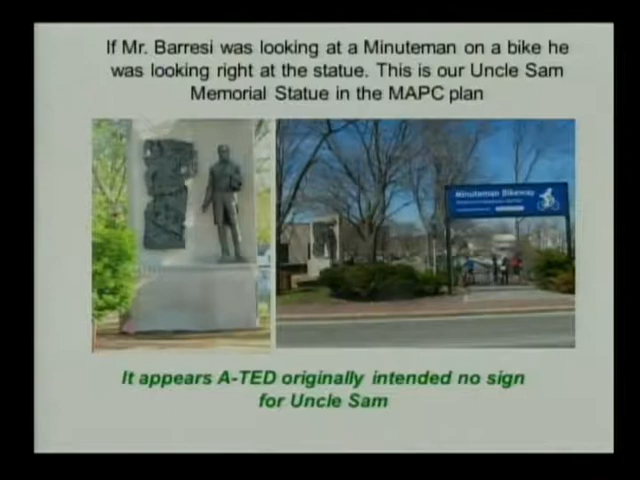 If Mr. Barresi was looking at a Minuteman on a bike he
was looking right at the statue. This is our Uncle Sam
Memorial Statue in the MAPC plan
Minuteman Bikeway
It appears A-TED originally intended no sign
for Uncle Sam